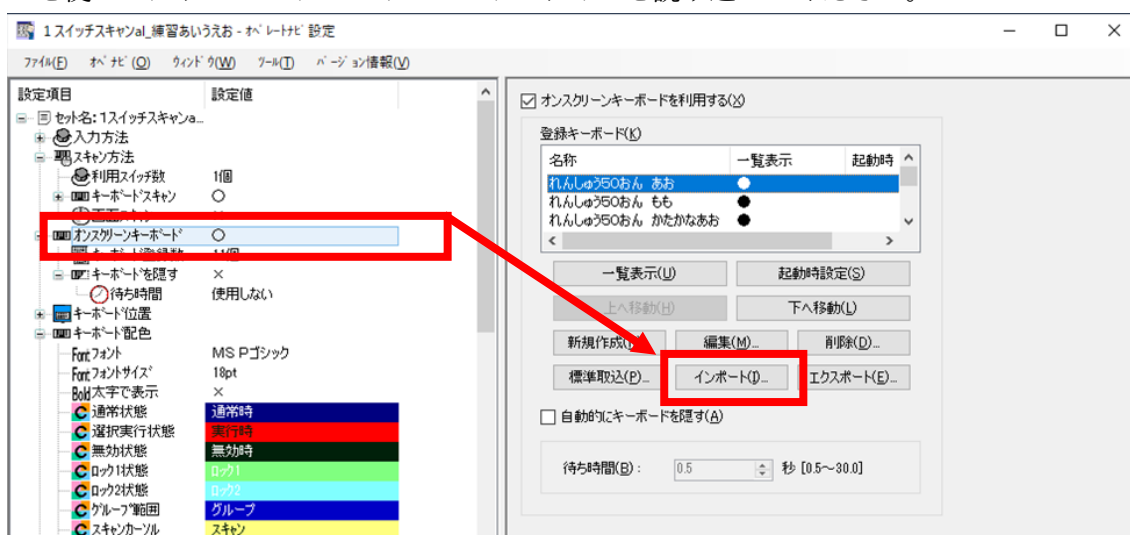 1スイッチスキャンal_練習あいうえお - ｵﾍﾟﾚｰﾄﾅﾋﾞ 設定
ﾌｧｲﾙ(F) ｵﾍﾟﾅﾋﾞ(O) ｳｨﾝﾄﾞｳ(W) ﾂｰﾙ(T) ﾊﾞｰｼﾞｮﾝ情報(V)
設定項目 設定値
セット名: 1スイッチスキャンa...
入力方法
スキャン方法
利用スイッチ数 1個
キーボードスキャン ○
オンスクリーンキーボード ○
キーボードを隠す ×
待ち時間 使用しない
キーボード位置
キーボード配色
Font フォント MS Pゴシック
Font フォントサイズ 18pt
Bold 太字で表示 ×
C 通常状態 通常時
C 選択実行状態 実行時
C 無効状態 無効時
C ロック1状態 ロック1
C ロック2状態 ロック2
C グループ範囲 グループ
C スキャンカーソル スキャン
オンスクリーンキーボードを利用する(X)
登録キーボード(K)
名称 一覧表示 起動時
れんしゅう50おん あお ●
れんしゅう50おん もも ●
れんしゅう50おん かたかなあお ●
一覧表示(U) 起動時設定(S)
上へ移動(H) 下へ移動(L)
新規作成 編集(M)... 削除(D)...
標準取込(P)... インポート(I)... エクスポート(E)...
自動的にキーボードを隠す(A)
待ち時間(B): 0.5 秒 [0.5～30.0]